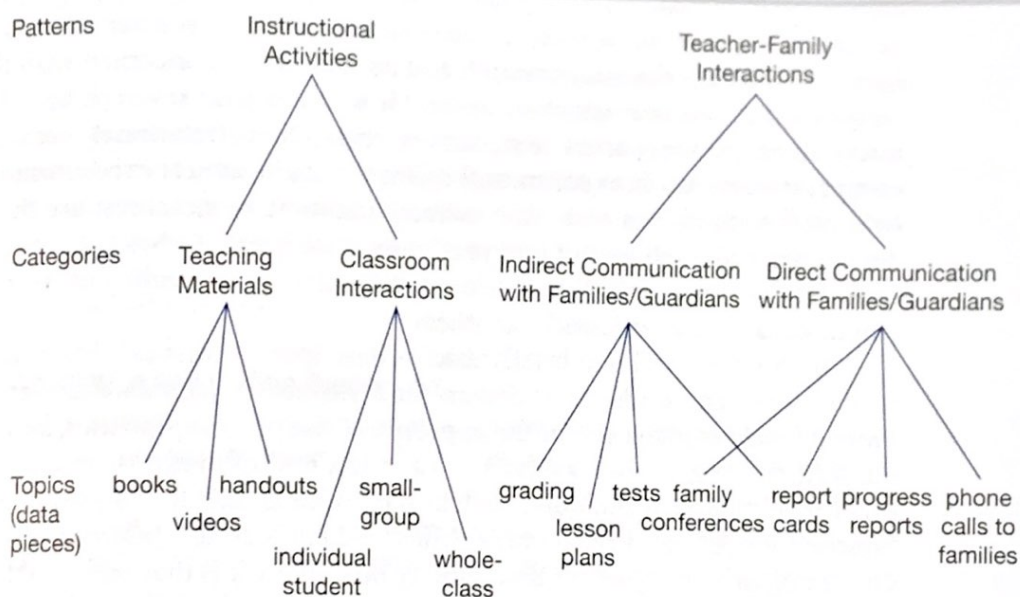 Patterns
Instructional
Activities
Teacher-Family
Interactions
Categories
Teaching
Materials
Classroom
Interactions
Indirect Communication
with Families/Guardians
Direct Communication
with Families/Guardians
Topics
(data
pieces)
books
videos
handouts
individual
student
small-
group
whole-
class
grading
lesson
plans
tests
family
conferences
report
cards
progress
reports
phone
calls to
families